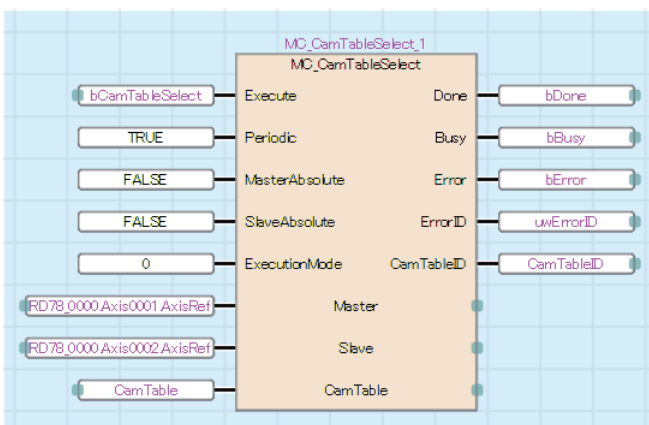 MC_CamTableSelect_1
MC_CamTableSelect
bCamTableSelect Execute Done bDone
TRUE Periodic Busy bBusy
FALSE MasterAbsolute Error bError
FALSE SlaveAbsolute ErrorID uwErrorID
0 ExecutionMode CamTableID CamTableID
RD78_0000.Axis0001.AxisRef Master
RD78_0000.Axis0002.AxisRef Slave
CamTable CamTable